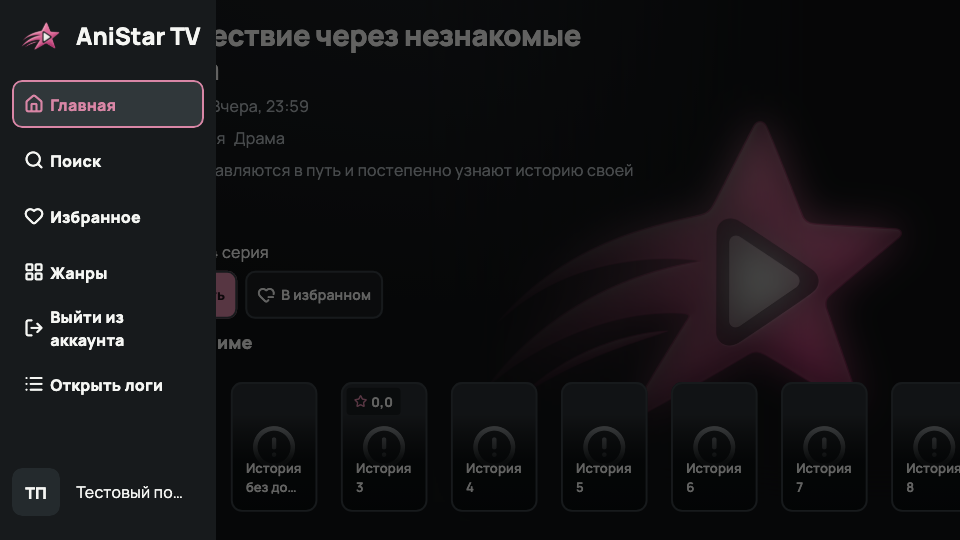 AniStar TV
Главная
Поиск
Избранное
Жанры
Выйти из
аккаунта
Открыть логи
ТП
Тестовый по...
ествие через незнакомые
Вчера, 23:59
я Драма
авляются в путь и постепенно узнают историю своей
серия
ь
В избранном
име
История
без до...
0,0
История
3
История
4
История
5
История
6
История
7
История
8